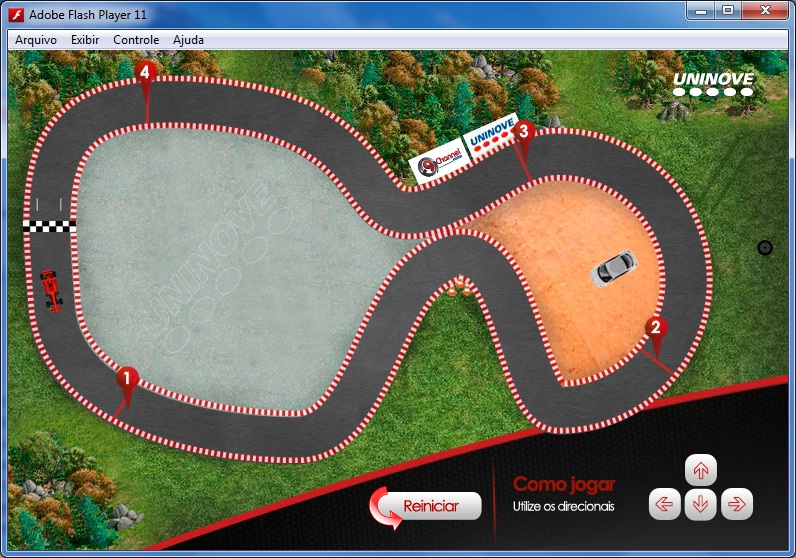 Adobe Flash Player 11
Arquivo Exibir Controle Ajuda
4
UNINOVE
UNINOVE
3
Channel
UNINOVE
2
1
Como jogar
Reiniciar
Utilize os direcionais